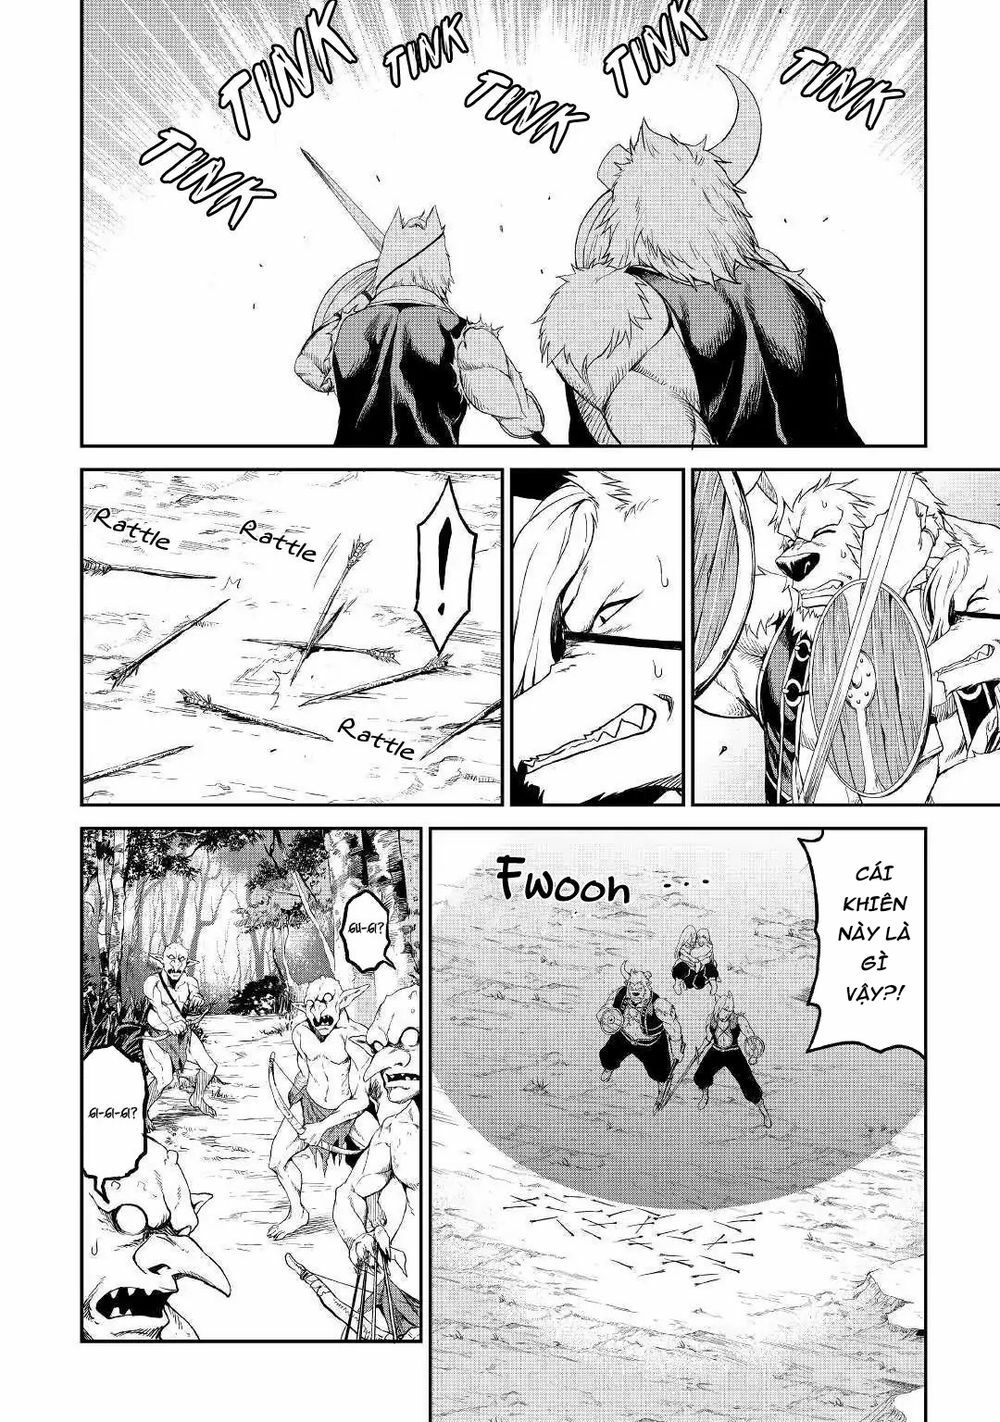 TINK
TINK
TINK
TINK
TINK
TINK
Rattle
Rattle
Rattle
!
CÁI
KHIÊN
NÀY LÀ
GÌ
VẬY?!
Fwooh
GU-GI?
GI-GI-GI?